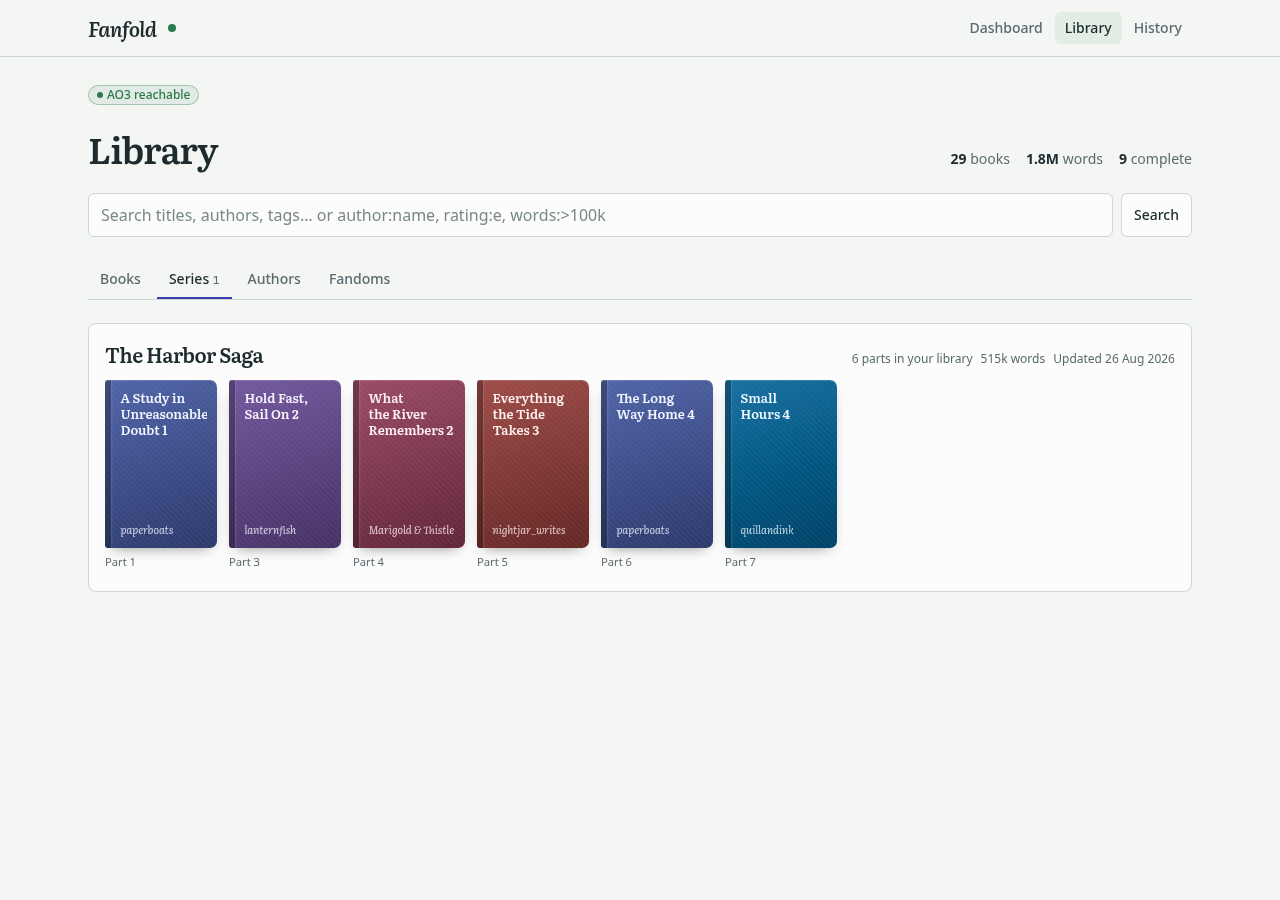 Fanfold
Dashboard Library History
AO3 reachable
Library
29 books 1.8M words 9 complete
Search titles, authors, tags... or author:name, rating:e, words:>100k
Search
Books Series 1 Authors Fandoms
The Harbor Saga
6 parts in your library 515k words Updated 26 Aug 2026
A Study in
Unreasonable
Doubt 1
paperboats
Part 1
Hold Fast,
Sail On 2
lanternfish
Part 3
What
the River
Remembers 2
Marigold & Thistle
Part 4
Everything
the Tide
Takes 3
nightjar_writes
Part 5
The Long
Way Home 4
paperboats
Part 6
Small
Hours 4
quillandink
Part 7